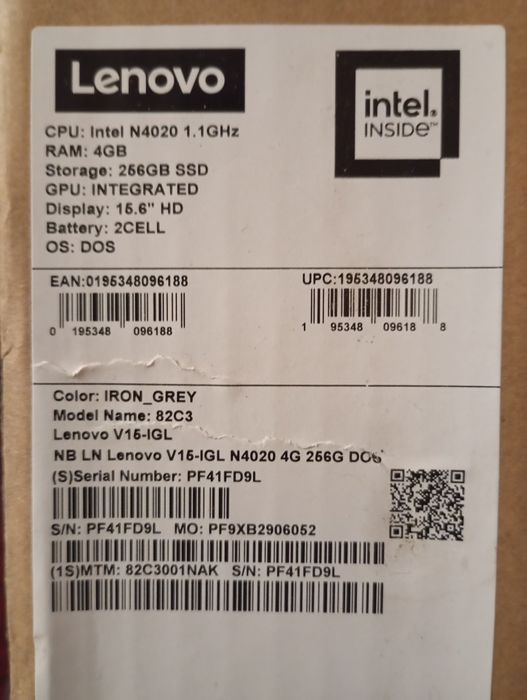 Lenovo
intel.
INSIDE™
CPU: Intel N4020 1.1GHz
RAM: 4GB
Storage: 256GB SSD
GPU: INTEGRATED
Display: 15.6" HD
Battery: 2CELL
OS: DOS
EAN:0195348096188
0 195348 096188
UPC:195348096188
1 95348 09618 8
Color: IRON_GREY
Model Name: 82C3
Lenovo V15-IGL
NB LN Lenovo V15-IGL N4020 4G 256G DOS
(S)Serial Number: PF41FD9L
S/N: PF41FD9L MO: PF9XB2906052
(1S)MTM: 82C3001NAK S/N: PF41FD9L